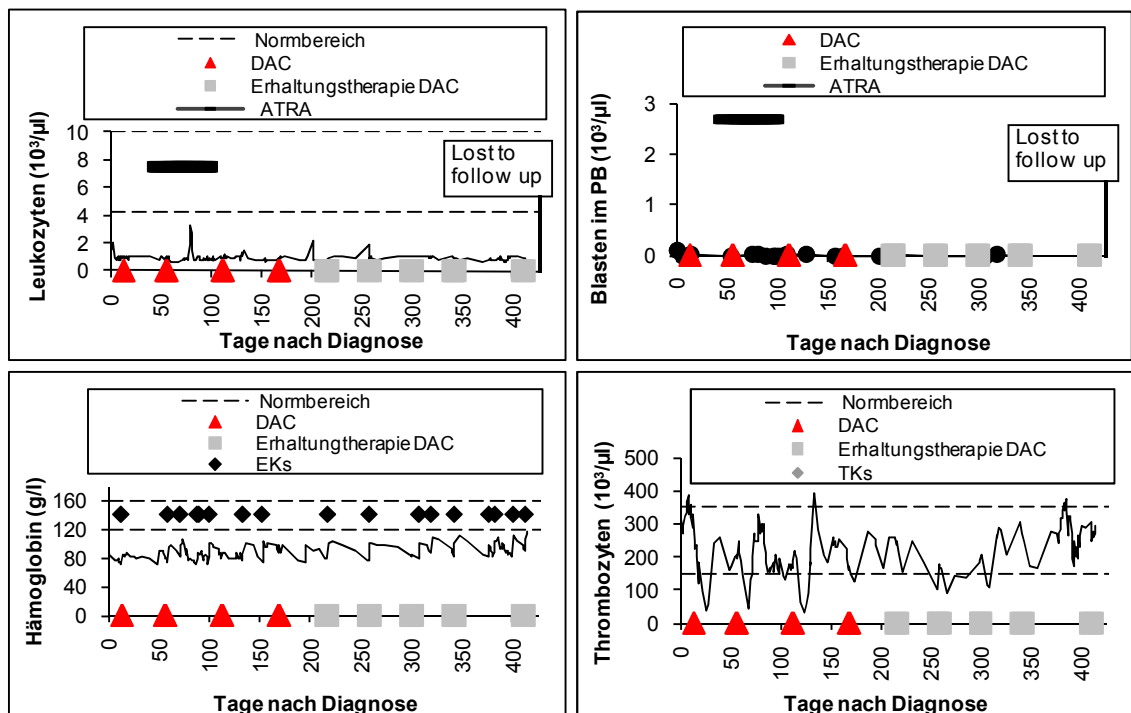 Normbereich
DAC
Erhaltungstherapie DAC
ATRA
Leukozyten (10³/µl)
10
8
6
4
2
0
Lost to
follow up
0
50
100
150
200
250
300
350
400
Tage nach Diagnose
DAC
Erhaltungstherapie DAC
ATRA
Blasten im PB (10³/µl)
3
2
1
0
Lost to
follow up
0
50
100
150
200
250
300
350
400
Tage nach Diagnose
Normbereich
DAC
Erhaltungtherapie DAC
EKs
Hämoglobin (g/l)
160
120
80
40
0
0
50
100
150
200
250
300
350
400
Tage nach Diagnose
Normbereich
DAC
Erhaltungstherapie DAC
TKs
Thrombozyten (10³/µl)
500
400
300
200
100
0
0
50
100
150
200
250
300
350
400
Tage nach Diagnose